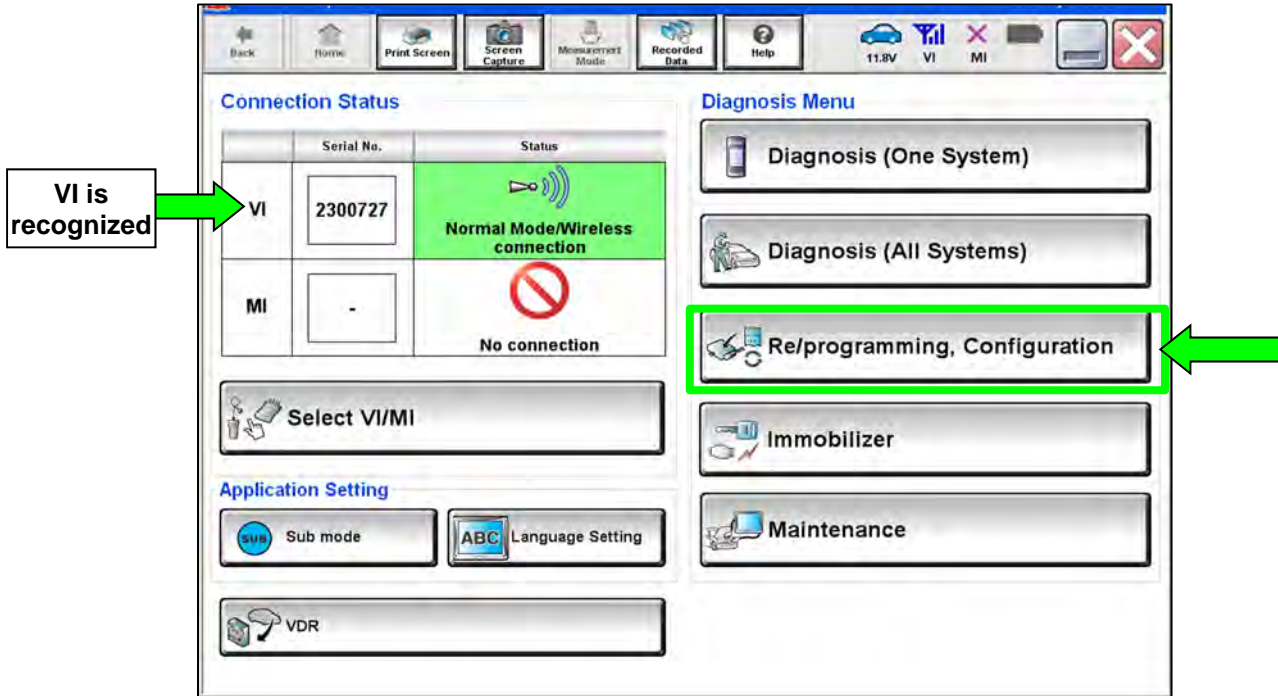 Back
Home
Print Screen
Screen
Capture
Measurement
Mode
Recorded
Data
Help
11.8V
VI
MI
Connection Status
Serial No.
Status
VI
2300727
Normal Mode/Wireless
connection
MI
-
No connection
Select VI/MI
Application Setting
SUB
Sub mode
ABC
Language Setting
VDR
Diagnosis Menu
Diagnosis (One System)
Diagnosis (All Systems)
Re/programming, Configuration
Immobilizer
Maintenance
VI is
recognized